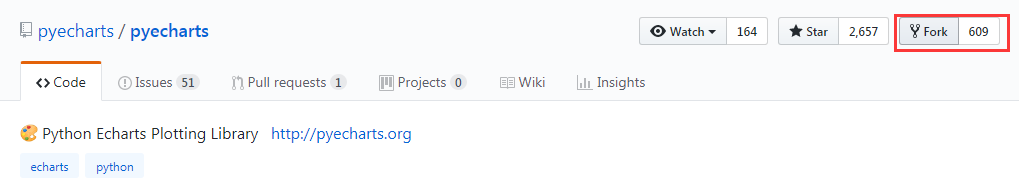 pyecharts / pyecharts Watch 164 Star 2,657 Fork 609
Code Issues 51 Pull requests 1 Projects 0 Wiki Insights
Python Echarts Plotting Library http://pyecharts.org
echarts python